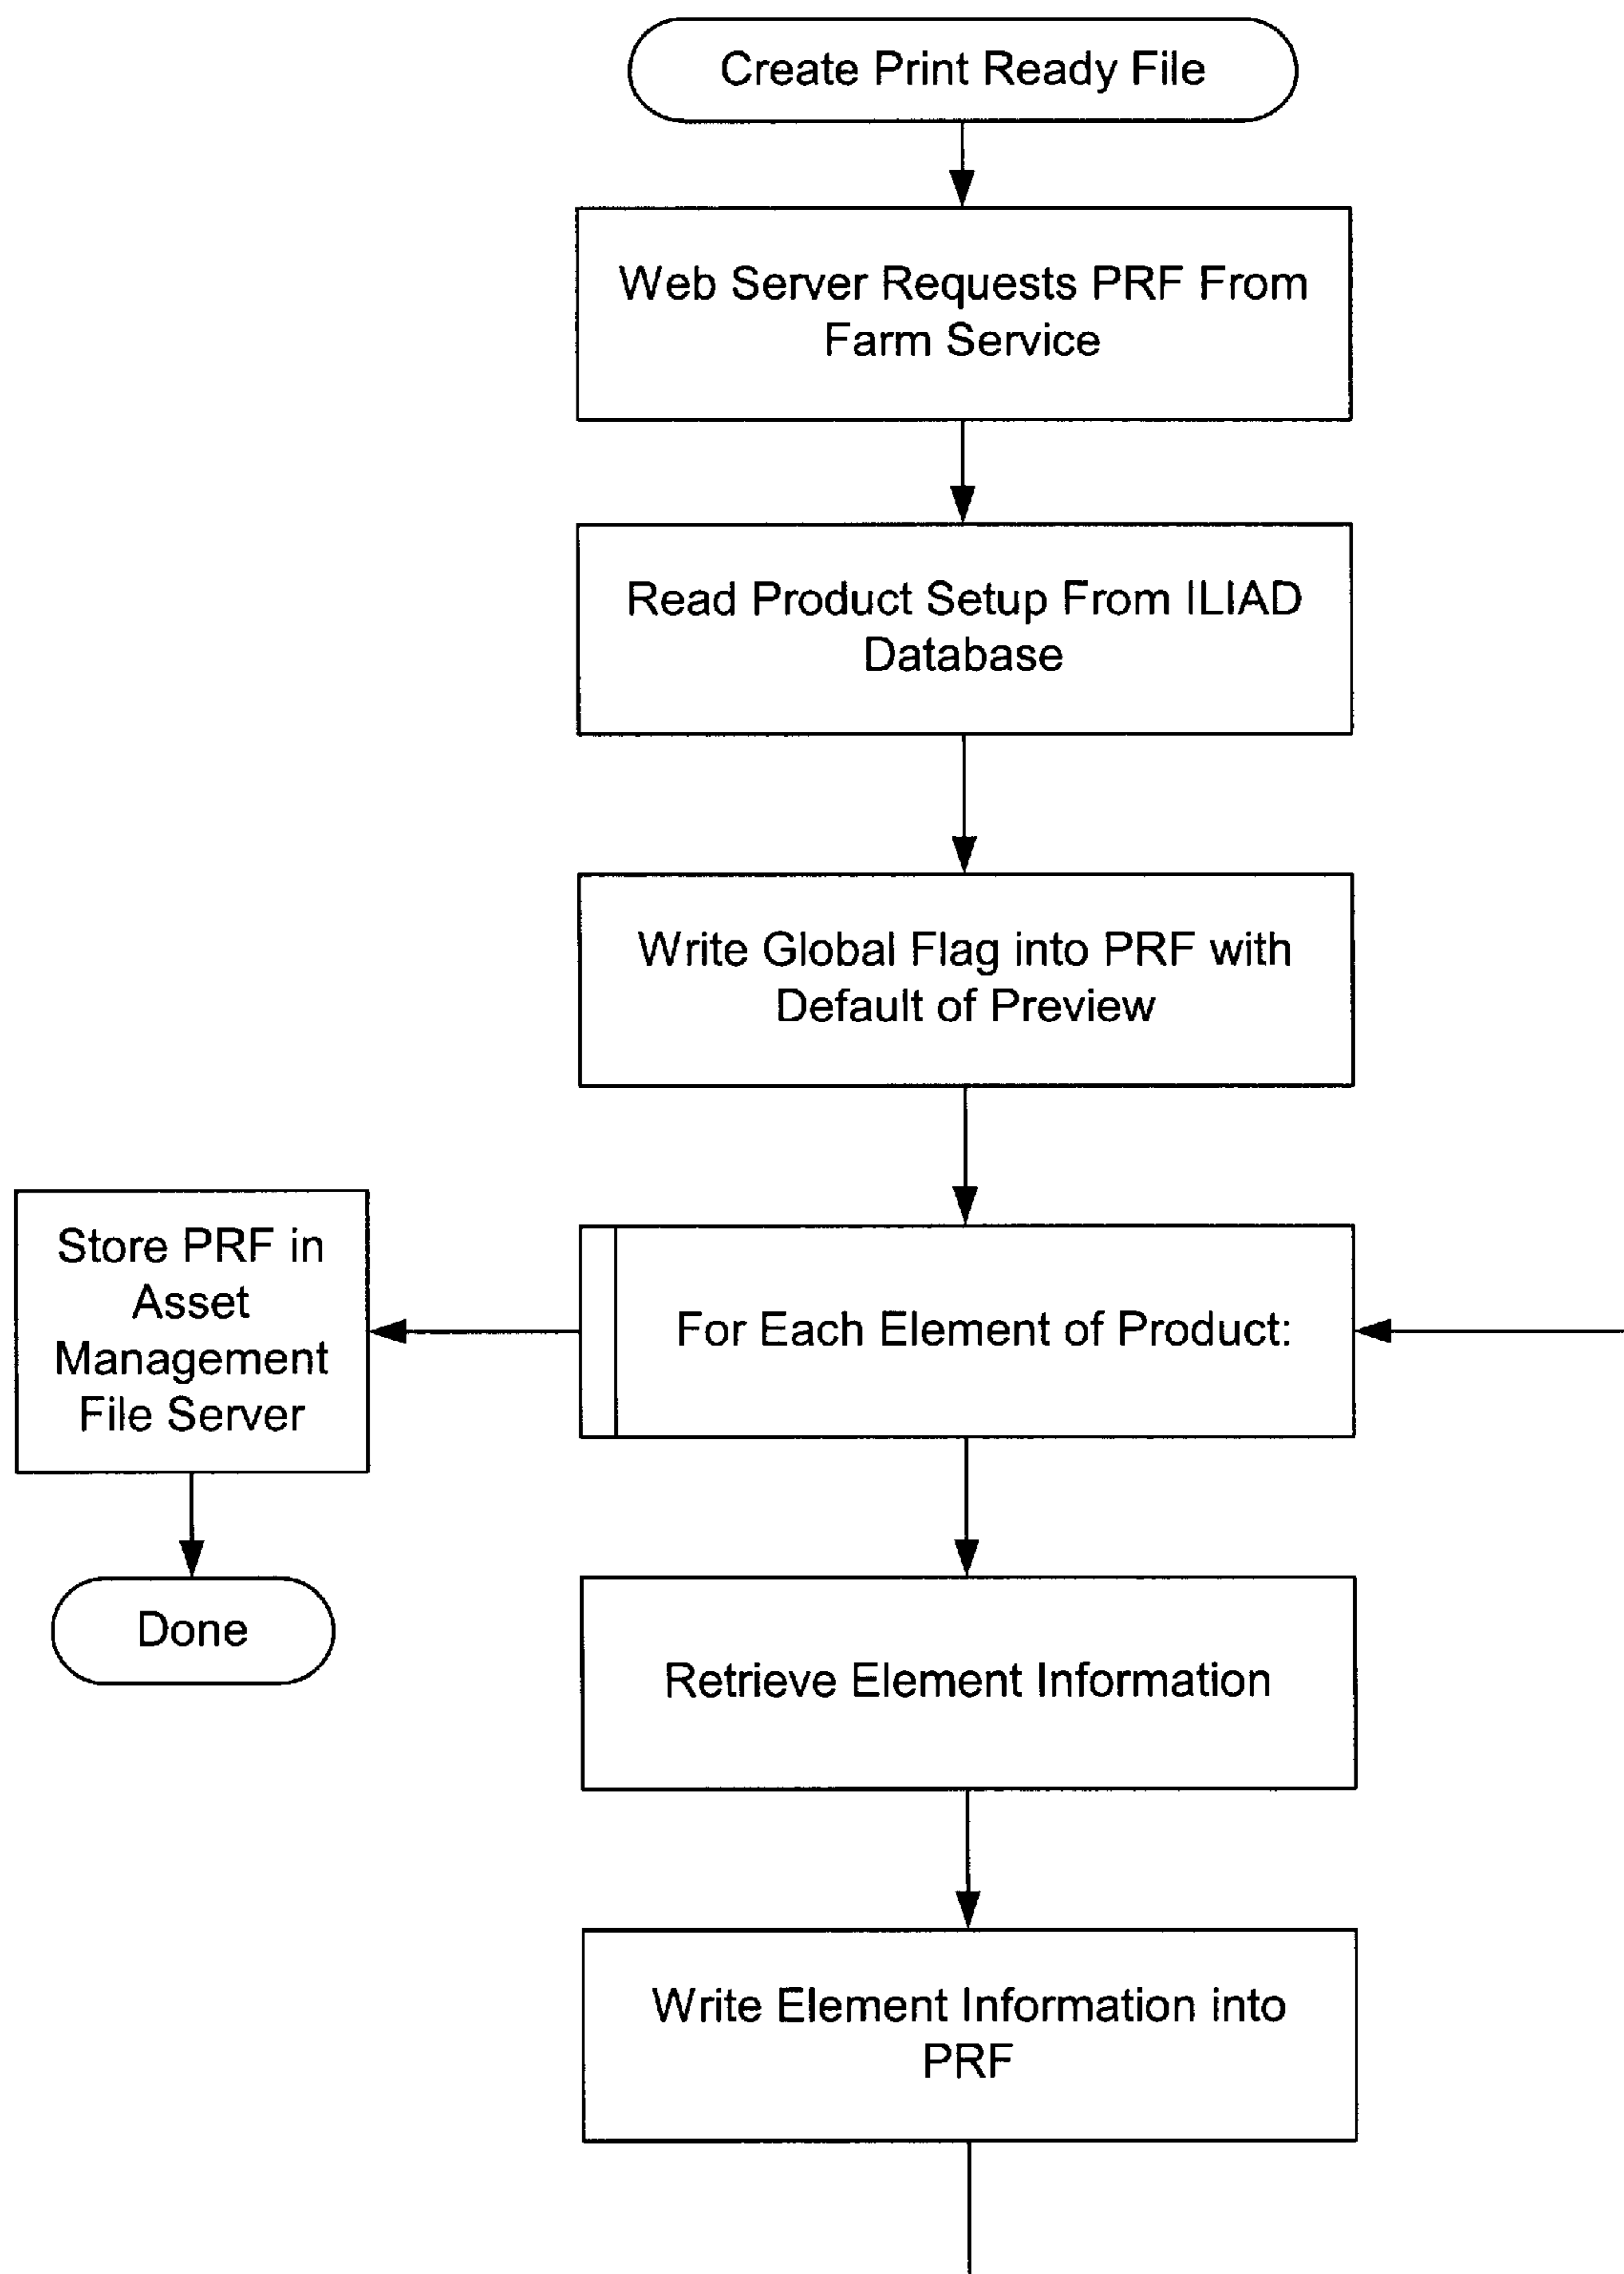 Create Print Ready File
Web Server Requests PRF From
Farm Service
Read Product Setup From ILIAD
Database
Write Global Flag into PRF with
Default of Preview
Store PRF in
Asset
Management
File Server
For Each Element of Product:
Done
Retrieve Element Information
Write Element Information into
PRF